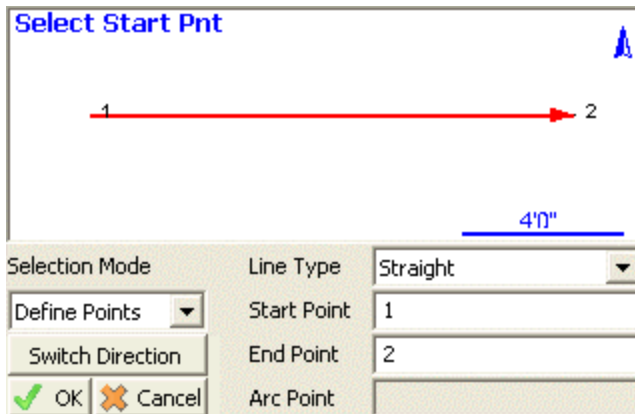 Select Start Pnt
1
2
4'0"
Selection Mode
Line Type
Straight
Define Points
Start Point
1
Switch Direction
End Point
2
OK
Cancel
Arc Point